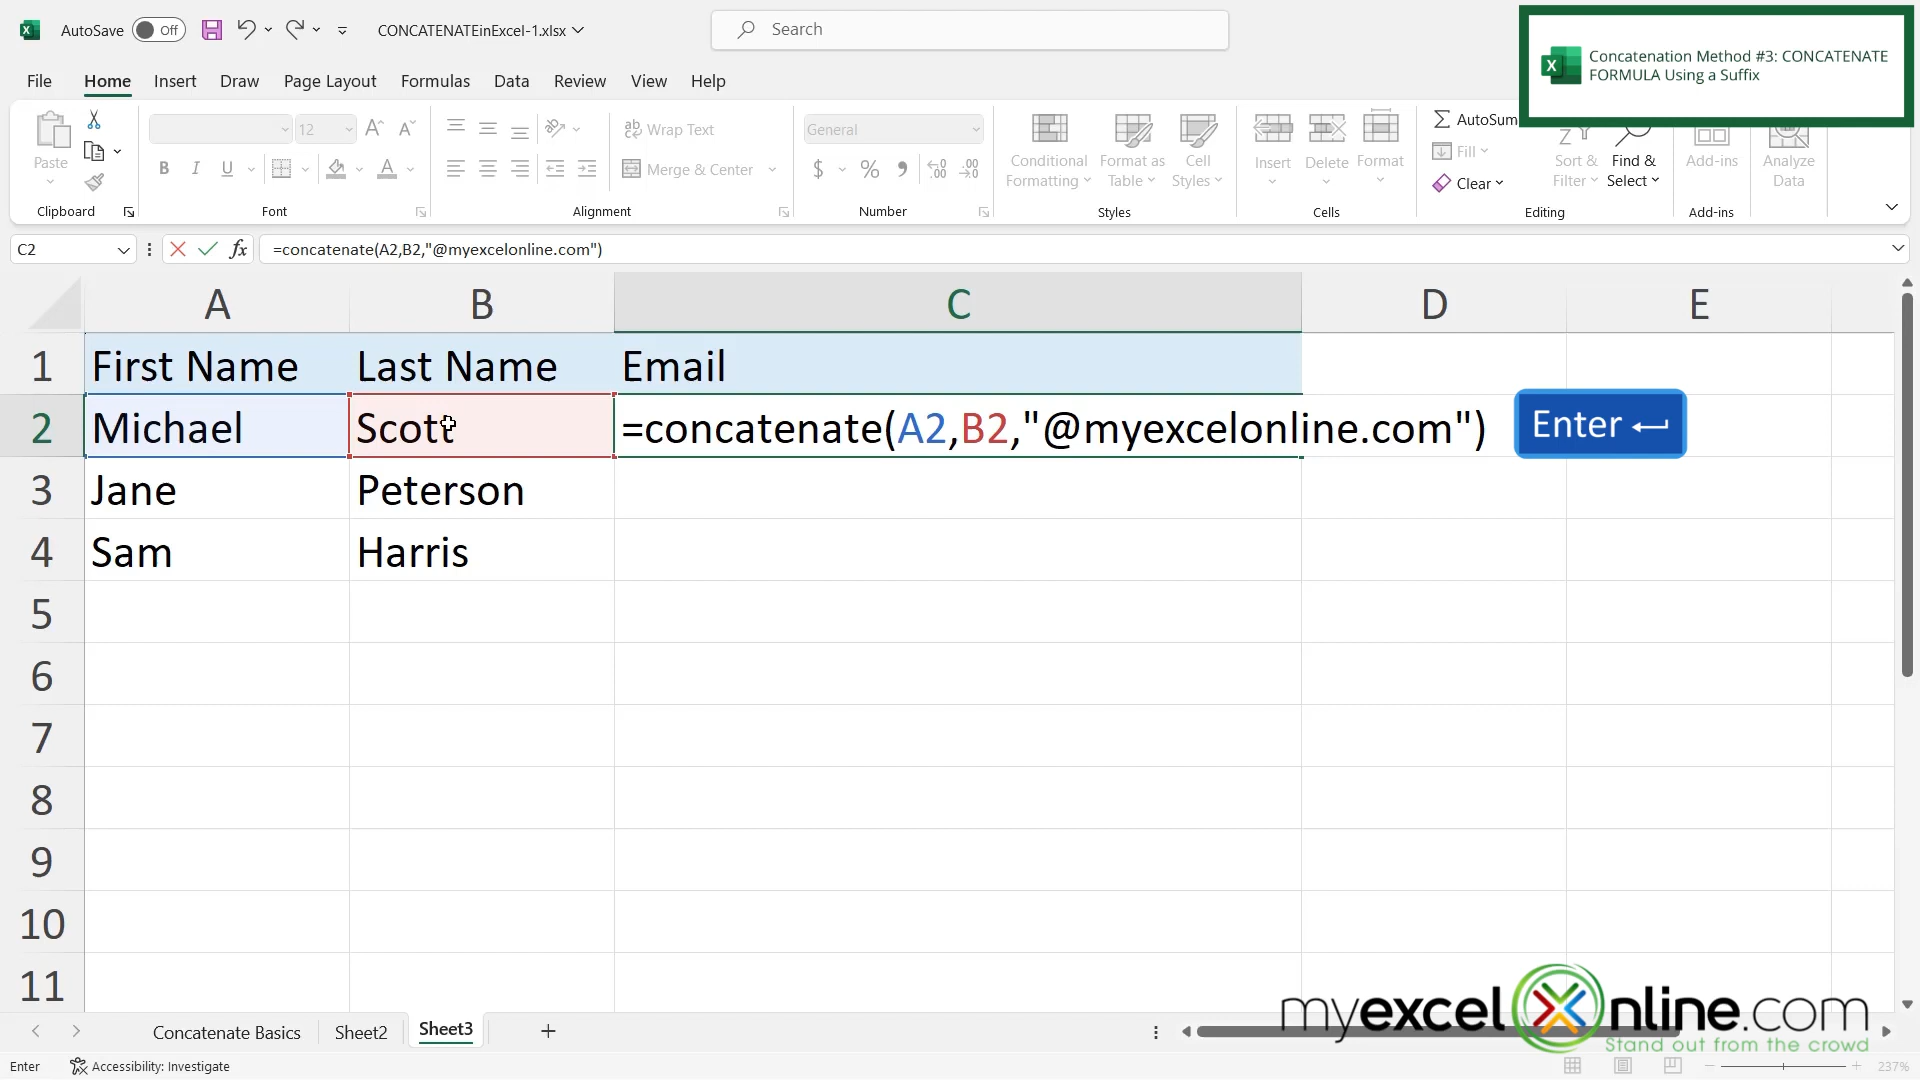 AutoSave Off CONCATENATEinExcel-1.xlsx Search
Concatenation Method #3: CONCATENATE
FORMULA Using a Suffix
File Home Insert Draw Page Layout Formulas Data Review View Help
Paste 12 Wrap Text General
Merge & Center $ %
Conditional Formatting Format as Table Cell Styles
Insert Delete Format
AutoSum
Fill
Clear
Sort & Filter Find & Select Add-ins Analyze Data
B I U A
Clipboard Font Alignment Number Styles Cells Editing Add-ins
C2 fx =concatenate(A2,B2,"@myexcelonline.com")
A B C D E
1 First Name Last Name Email
2 Michael Scott =concatenate(A2,B2,"@myexcelonline.com") Enter
3 Jane Peterson
4 Sam Harris
5
6
7
8
9
10
11
myexcelonline.com
Stand out from the crowd
Concatenate Basics Sheet2 Sheet3
Enter Accessibility: Investigate 237%